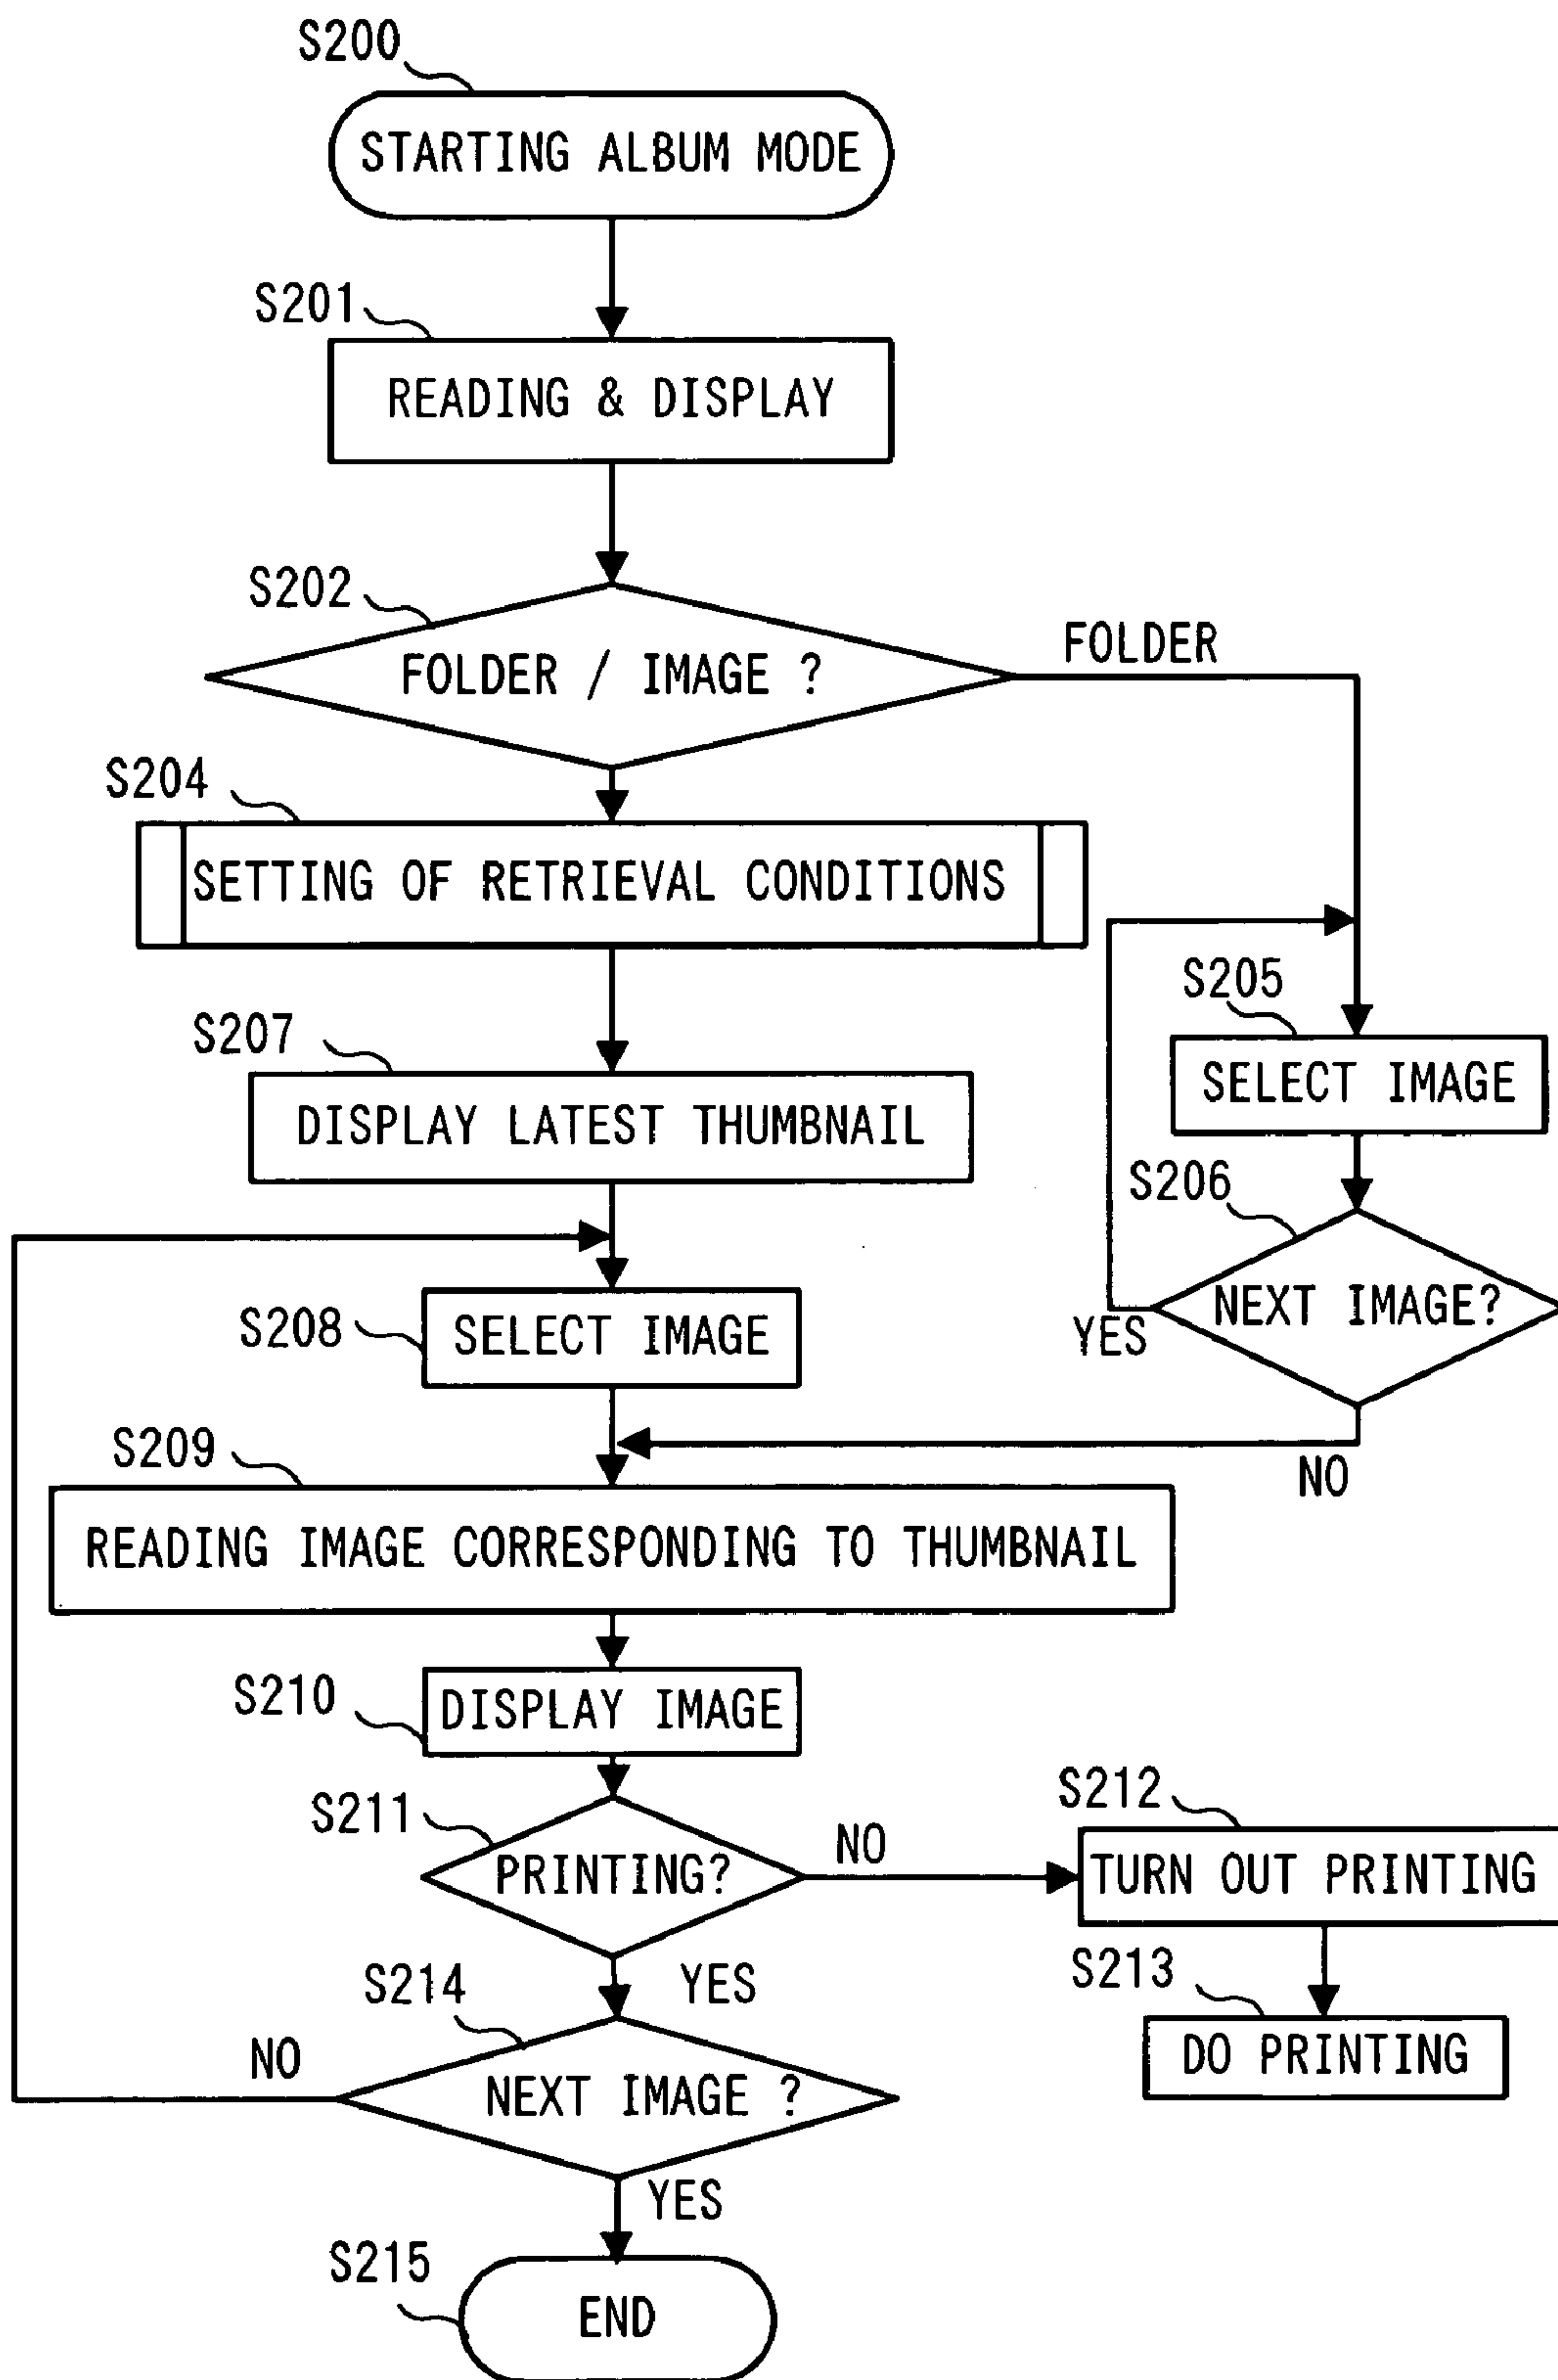 S200
STARTING ALBUM MODE
S201
READING & DISPLAY
S202
FOLDER / IMAGE ?
FOLDER
S204
SETTING OF RETRIEVAL CONDITIONS
S205
SELECT IMAGE
S207
DISPLAY LATEST THUMBNAIL
S206
NEXT IMAGE?
YES
NO
S208
SELECT IMAGE
S209
READING IMAGE CORRESPONDING TO THUMBNAIL
S210
DISPLAY IMAGE
S211
PRINTING?
NO
S212
TURN OUT PRINTING
S213
DO PRINTING
YES
S214
NEXT IMAGE ?
NO
YES
S215
END